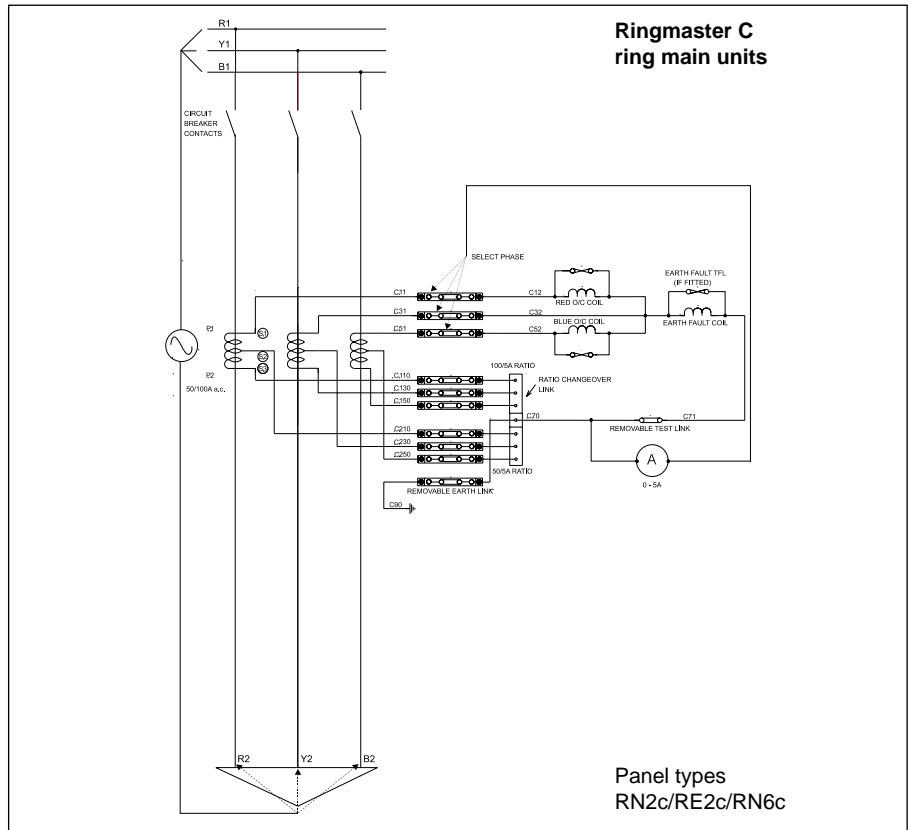 Ringmaster C
ring main units
R1
Y1
B1
CIRCUIT
BREAKER
CONTACTS
SELECT PHASE
C11
C12
RED O/C COIL
EARTH FAULT TFL
(IF FITTED)
C31
C32
EARTH FAULT COIL
BLUE O/C COIL
C51
C52
P1
S1
S2
S3
P2
50/100A a.c.
100/5A RATIO
RATIO CHANGEOVER
LINK
C110
C130
C150
C70
C71
REMOVABLE TEST LINK
C210
C230
C250
50/5A RATIO
A
0 - 5A
REMOVABLE EARTH LINK
C90
R2
Y2
B2
Panel types
RN2c/RE2c/RN6c